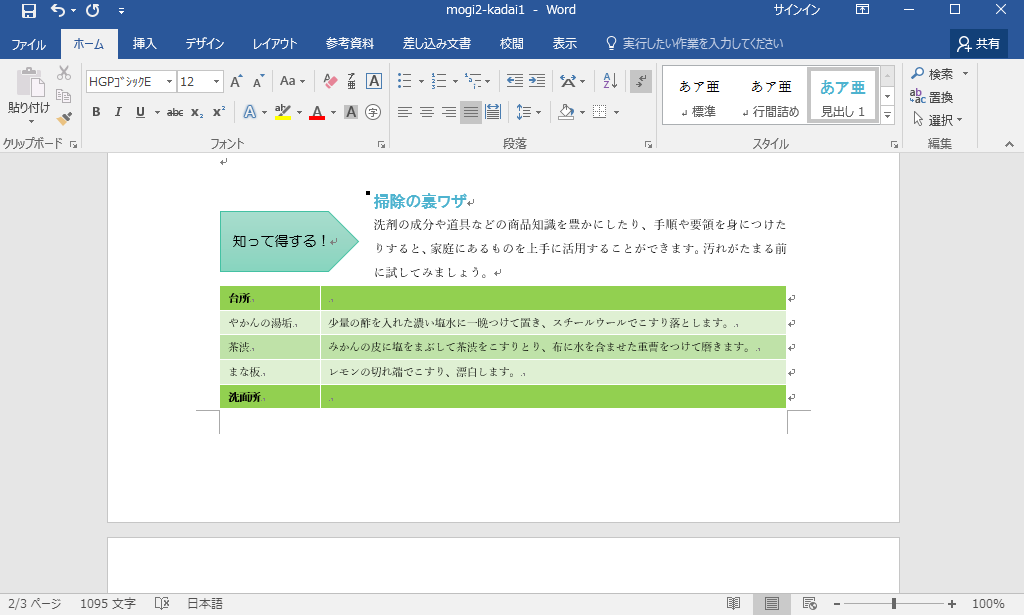 mogi2-kadai1 - Word
サインイン
ファイル
ホーム
挿入
デザイン
レイアウト
参考資料
差し込み文書
校閲
表示
実行したい作業を入力してください
共有
貼り付け
クリップボード
HGPｺﾞｼｯｸE
12
A A Aa A
B I U abc x₂ x² A ab A A 字
フォント
段落
あア亜 あア亜 あア亜
標準 行間詰め 見出し 1
スタイル
検索
置換
選択
編集
掃除の裏ワザ
知って得する！
洗剤の成分や道具などの商品知識を豊かにしたり、手順や要領を身につけた
りすると、家庭にあるものを上手に活用することができます。汚れがたまる前
に試してみましょう。
台所
やかんの湯垢 少量の酢を入れた濃い塩水に一晩つけて置き、スチールウールでこすり落とします。
茶渋 みかんの皮に塩をまぶして茶渋をこすりとり、布に水を含ませた重曹をつけて磨きます。
まな板 レモンの切れ端でこすり、漂白します。
洗面所
2/3 ページ 1095 文字 日本語 100%